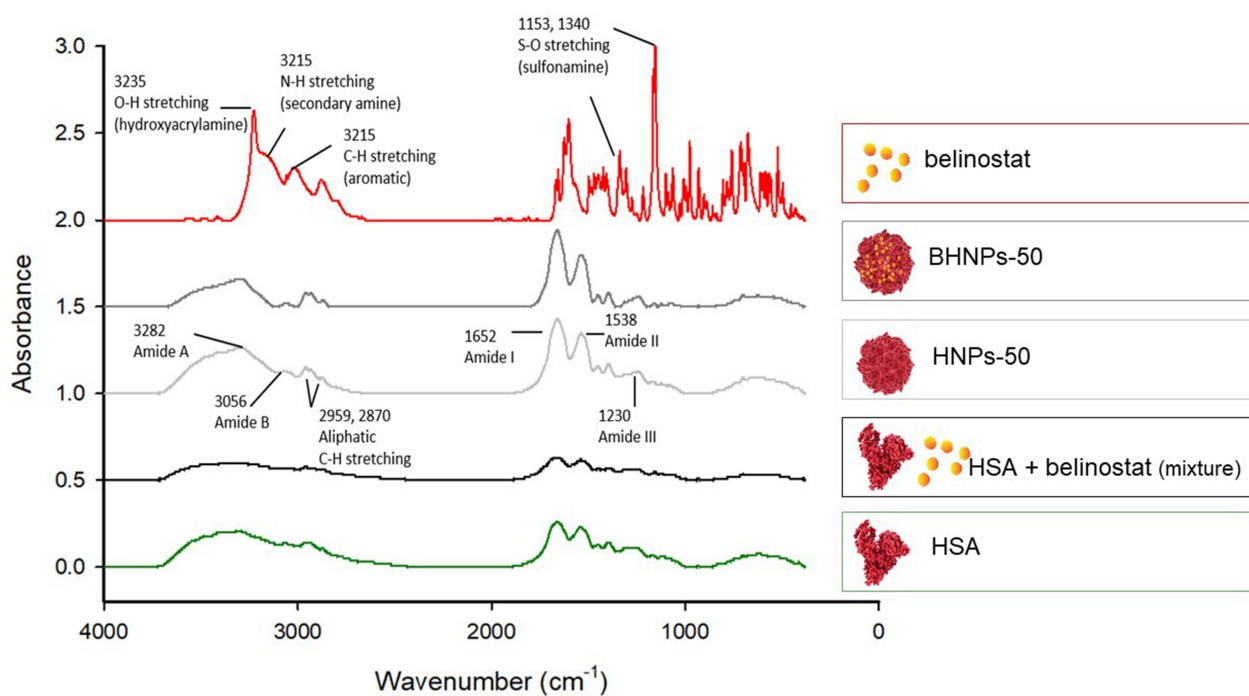 1153, 1340
S-O stretching
(sulfonamine)
3235
O-H stretching
(hydroxyacrylamine)
3215
N-H stretching
(secondary amine)
3215
C-H stretching
(aromatic)
3282
Amide A
3056
Amide B
2959, 2870
Aliphatic
C-H stretching
1652
Amide I
1538
Amide II
1230
Amide III
Absorbance
3.0
2.5
2.0
1.5
1.0
0.5
0.0
4000
3000
2000
1000
0
Wavenumber (cm⁻¹)
belinostat
BHNPs-50
HNPs-50
HSA + belinostat (mixture)
HSA